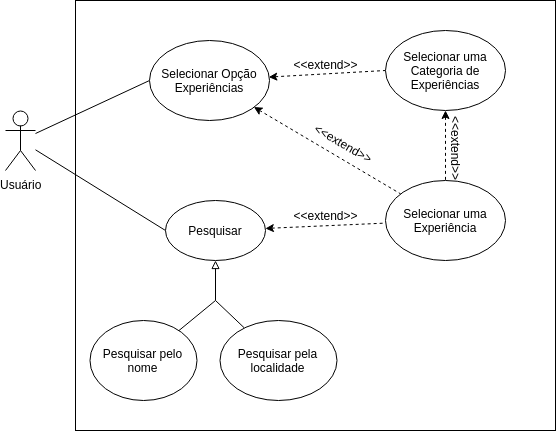 Selecionar Opção
Experiências
<<extend>>
Selecionar uma
Categoria de
Experiências
<<extend>>
<<extend>>
Usuário
Pesquisar
<<extend>>
Selecionar uma
Experiência
Pesquisar pelo
nome
Pesquisar pela
localidade